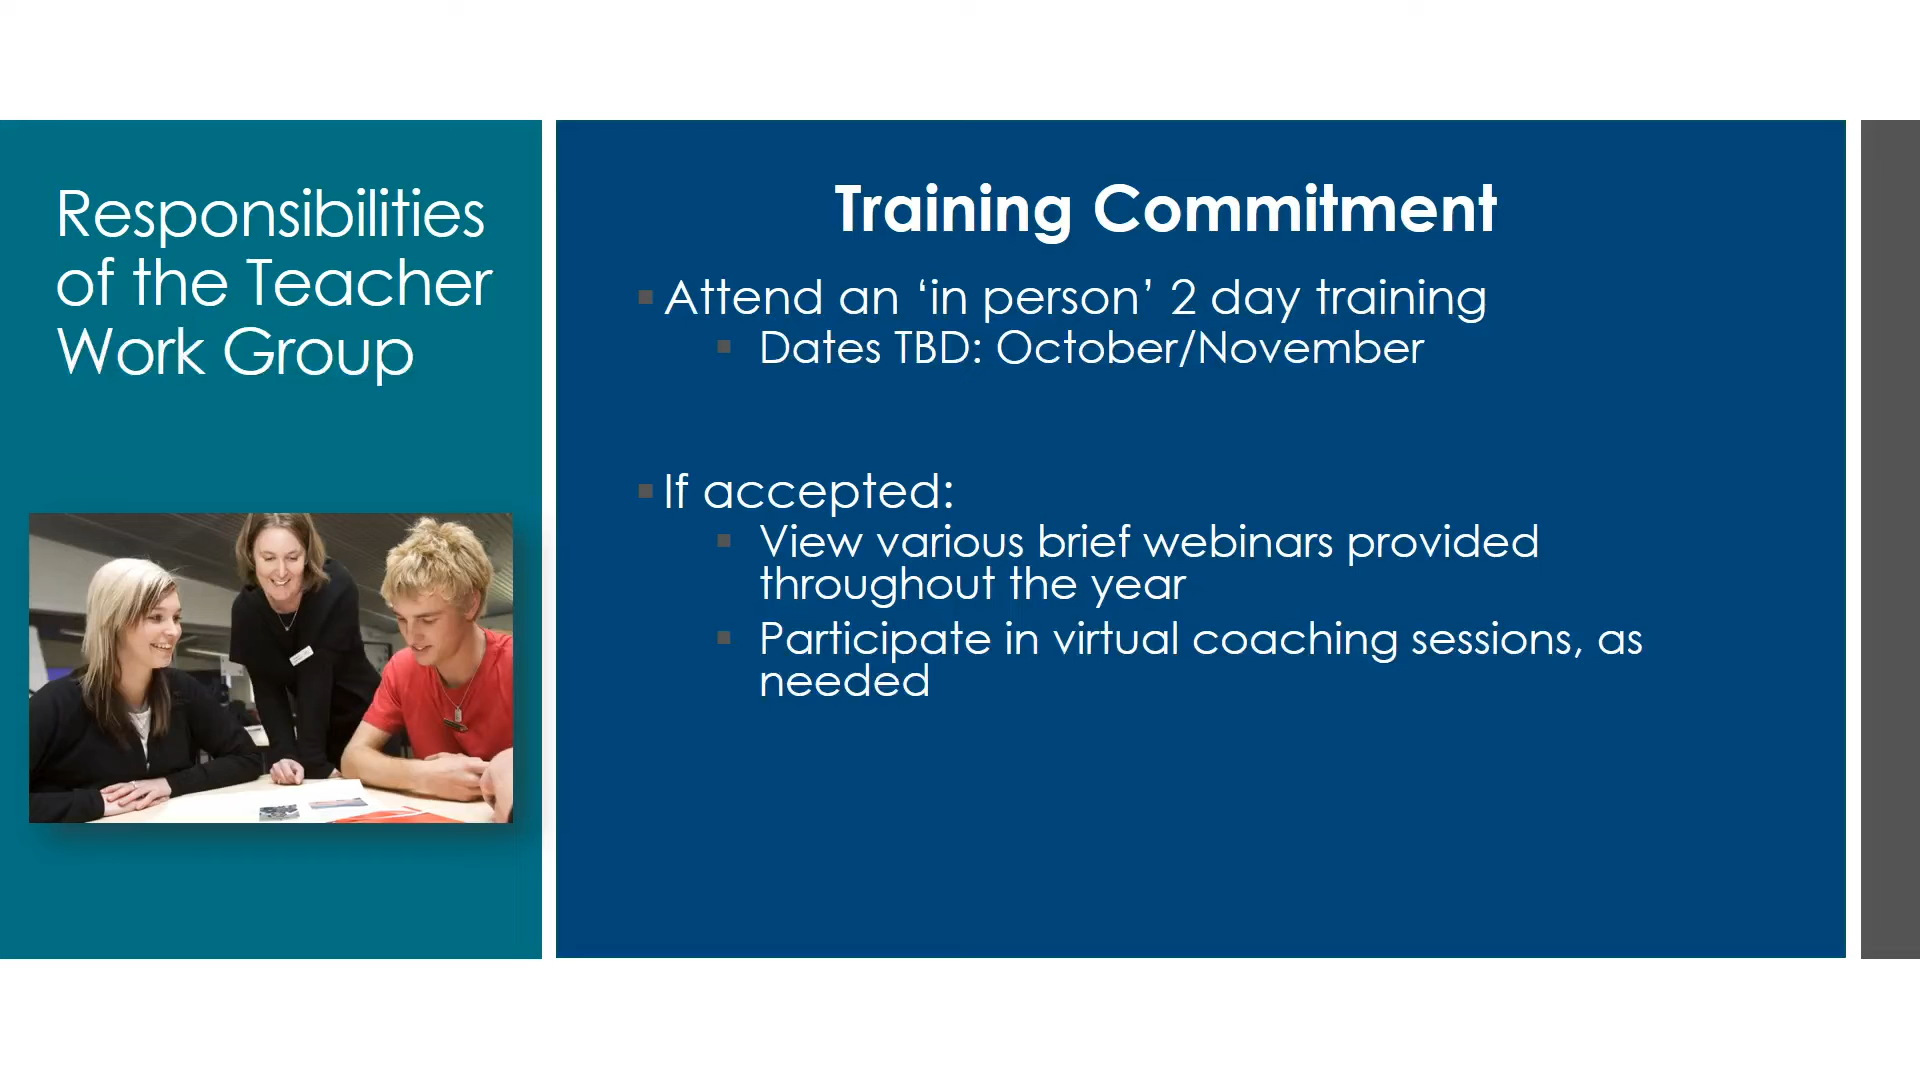 Responsibilities
of the Teacher
Work Group
Training Commitment
Attend an ‘in person’ 2 day training
Dates TBD: October/November
If accepted:
View various brief webinars provided
throughout the year
Participate in virtual coaching sessions, as
needed